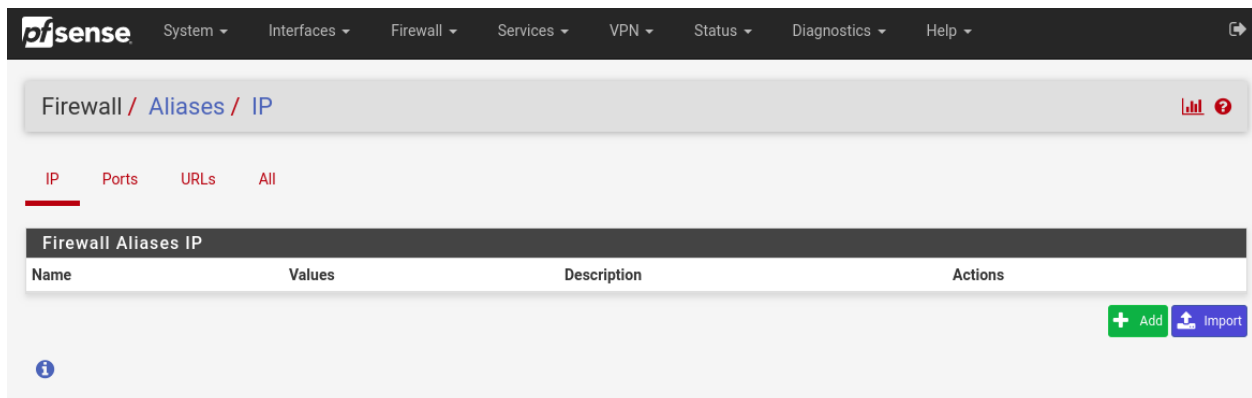 pfsense System Interfaces Firewall Services VPN Status Diagnostics Help
Firewall / Aliases / IP
IP Ports URLs All
Firewall Aliases IP
Name Values Description Actions
Add Import